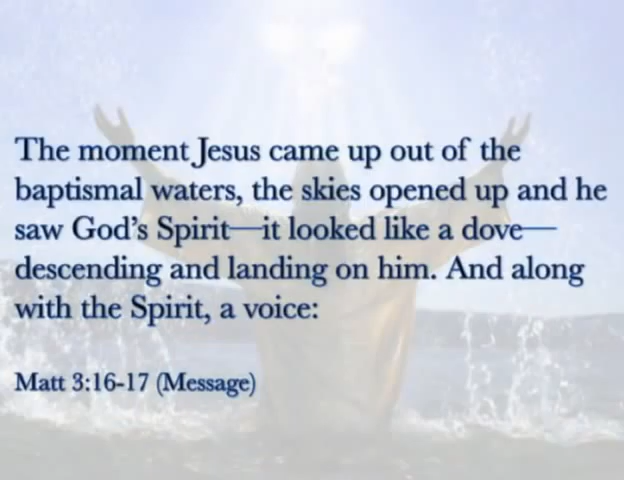 The moment Jesus came up out of the
baptismal waters, the skies opened up and he
saw God's Spirit—it looked like a dove—
descending and landing on him. And along
with the Spirit, a voice:
Matt 3:16-17 (Message)